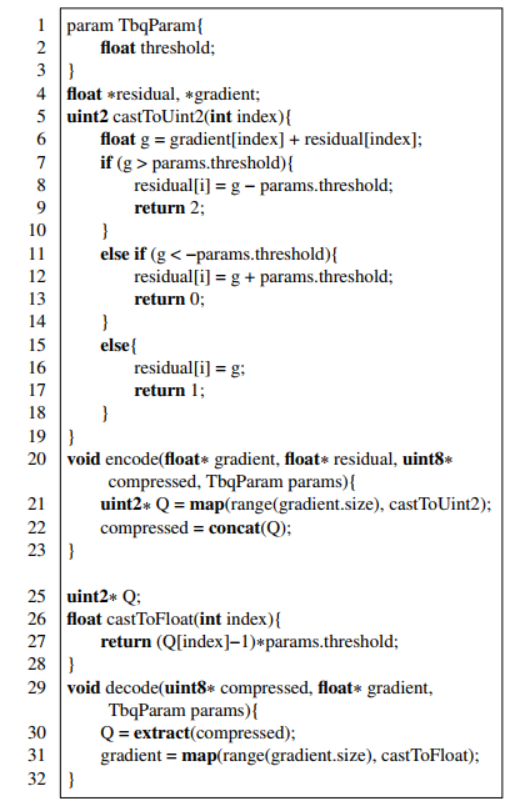 1 param TbqParam{
2 float threshold;
3 }
4 float *residual, *gradient;
5 uint2 castToUint2(int index){
6 float g = gradient[index] + residual[index];
7 if (g > params.threshold){
8 residual[i] = g – params.threshold;
9 return 2;
10 }
11 else if (g < –params.threshold){
12 residual[i] = g + params.threshold;
13 return 0;
14 }
15 else{
16 residual[i] = g;
17 return 1;
18 }
19 }
20 void encode(float* gradient, float* residual, uint8*
compressed, TbqParam params){
21 uint2* Q = map(range(gradient.size), castToUint2);
22 compressed = concat(Q);
23 }
25 uint2* Q;
26 float castToFloat(int index){
27 return (Q[index]–1)*params.threshold;
28 }
29 void decode(uint8* compressed, float* gradient,
TbqParam params){
30 Q = extract(compressed);
31 gradient = map(range(gradient.size), castToFloat);
32 }